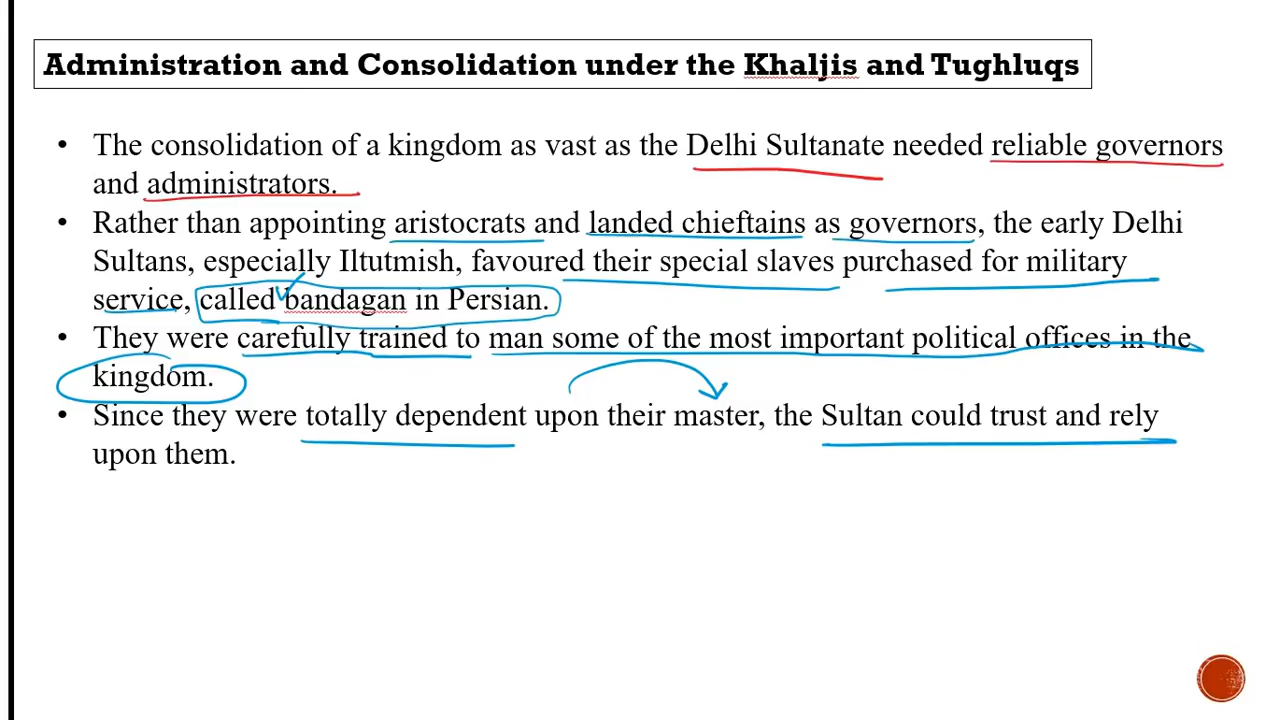 Administration and Consolidation under the Khaljis and Tughluqs
• The consolidation of a kingdom as vast as the Delhi Sultanate needed reliable governors
and administrators.
• Rather than appointing aristocrats and landed chieftains as governors, the early Delhi
Sultans, especially Iltutmish, favoured their special slaves purchased for military
service, called bandagan in Persian.
• They were carefully trained to man some of the most important political offices in the
kingdom.
• Since they were totally dependent upon their master, the Sultan could trust and rely
upon them.